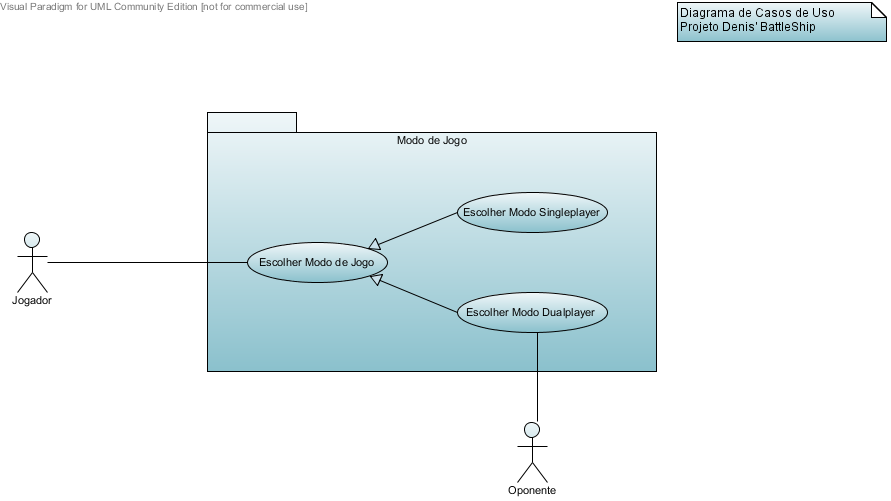 Visual Paradigm for UML Community Edition [not for commercial use]
Diagrama de Casos de Uso
Projeto Denis' BattleShip
Modo de Jogo
Escolher Modo Singleplayer
Escolher Modo de Jogo
Jogador
Escolher Modo Dualplayer
Oponente